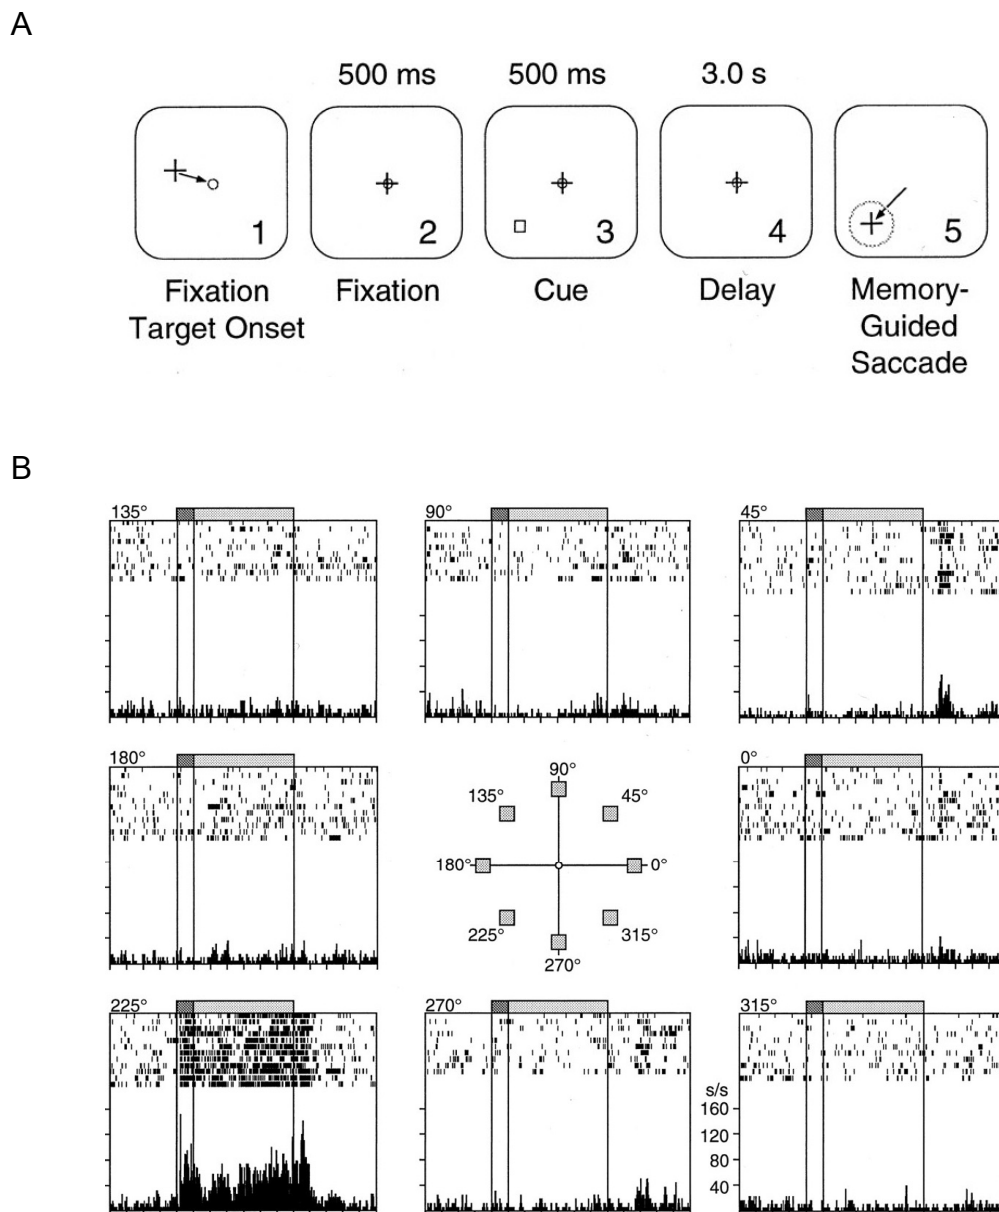 A
500 ms 500 ms 3.0 s
1 2 3 4 5
Fixation
Target Onset
Fixation
Cue
Delay
Memory-
Guided
Saccade
B
135° 90° 45°
180° 0°
90°
135° 45°
180° 0°
225° 315°
270°
225° 270° 315°
s/s
160
120
80
40